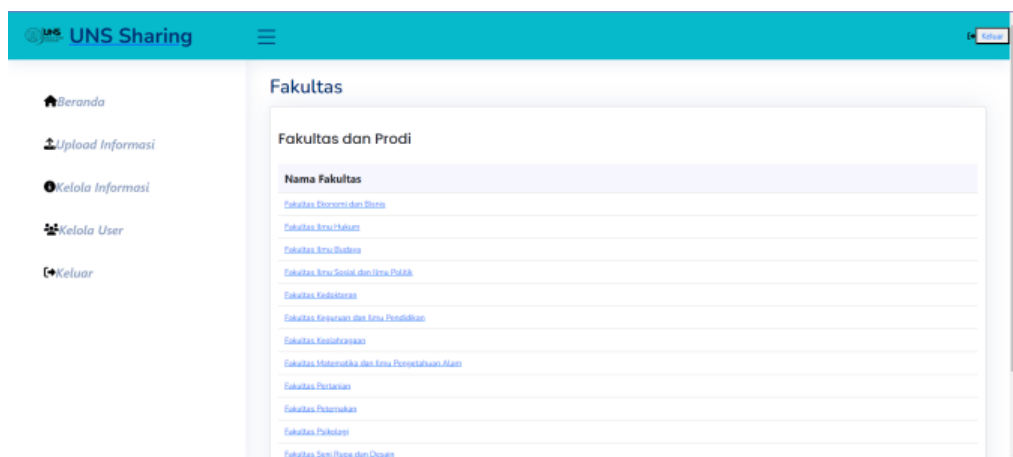 UNS UNS Sharing
Keluar
Beranda
Upload Informasi
Kelola Informasi
Kelola User
Keluar
Fakultas
Fakultas dan Prodi
Nama Fakultas
Fakultas Ekonomi dan Bisnis
Fakultas Ilmu Hukum
Fakultas Ilmu Budaya
Fakultas Ilmu Sosial dan Ilmu Politik
Fakultas Kedokteran
Fakultas Keguruan dan Ilmu Pendidikan
Fakultas Keolahragaan
Fakultas Matematika dan Ilmu Pengetahuan Alam
Fakultas Pertanian
Fakultas Peternakan
Fakultas Psikologi
Fakultas Seni Rupa dan Desain